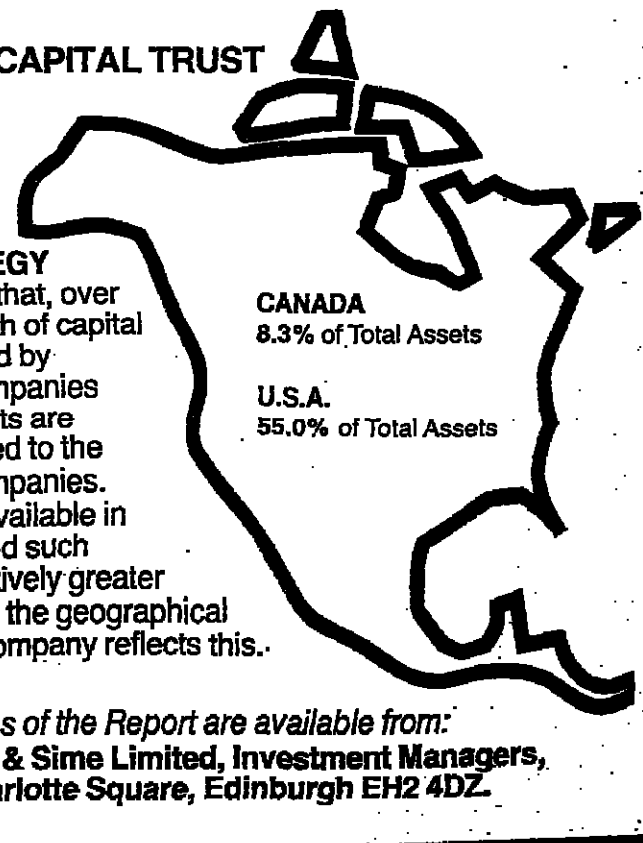 CAPITAL TRUST
EGY
that, over
h of capital
d by
mpanies
ts are
ed to the
mpanies.
vailable in
d such
tively greater
the geographical
ompany reflects this.
CANADA
8.3% of Total Assets
U.S.A.
55.0% of Total Assets
s of the Report are available from:
& Sime Limited, Investment Managers,
arlotte Square, Edinburgh EH2 4DZ.